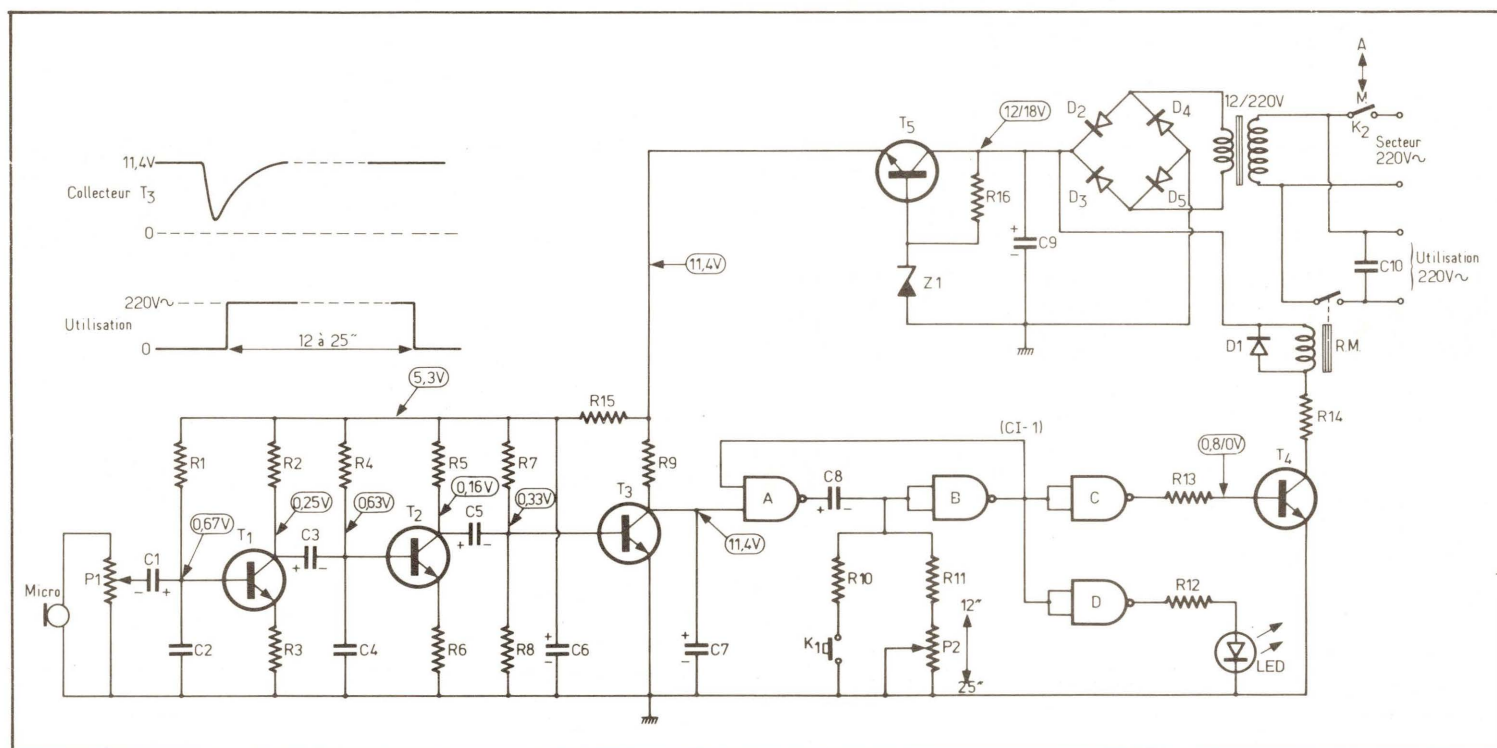 A
M.
K2
12/220V
Secteur
220V~
12/18V
T5
D2
D4
D3
D5
R16
C9
Z1
C10
Utilisation
220V~
D1
R.M.
R14
11,4V
Collecteur T3
0
220V~
Utilisation
0
12 à 25"
11,4V
5,3V
R15
R1
R2
R4
R5
R7
R9
0,67V
0,25V
0,63V
0,16V
0,33V
T1
T2
T3
T4
C1
C3
C5
P1
Micro
C2
R3
C4
R6
R8
C6
C7
11,4V
A
C8
B
(CI-1)
C
D
R13
0,8/0V
R12
LED
R10
R11
K1
P2
12"
25"